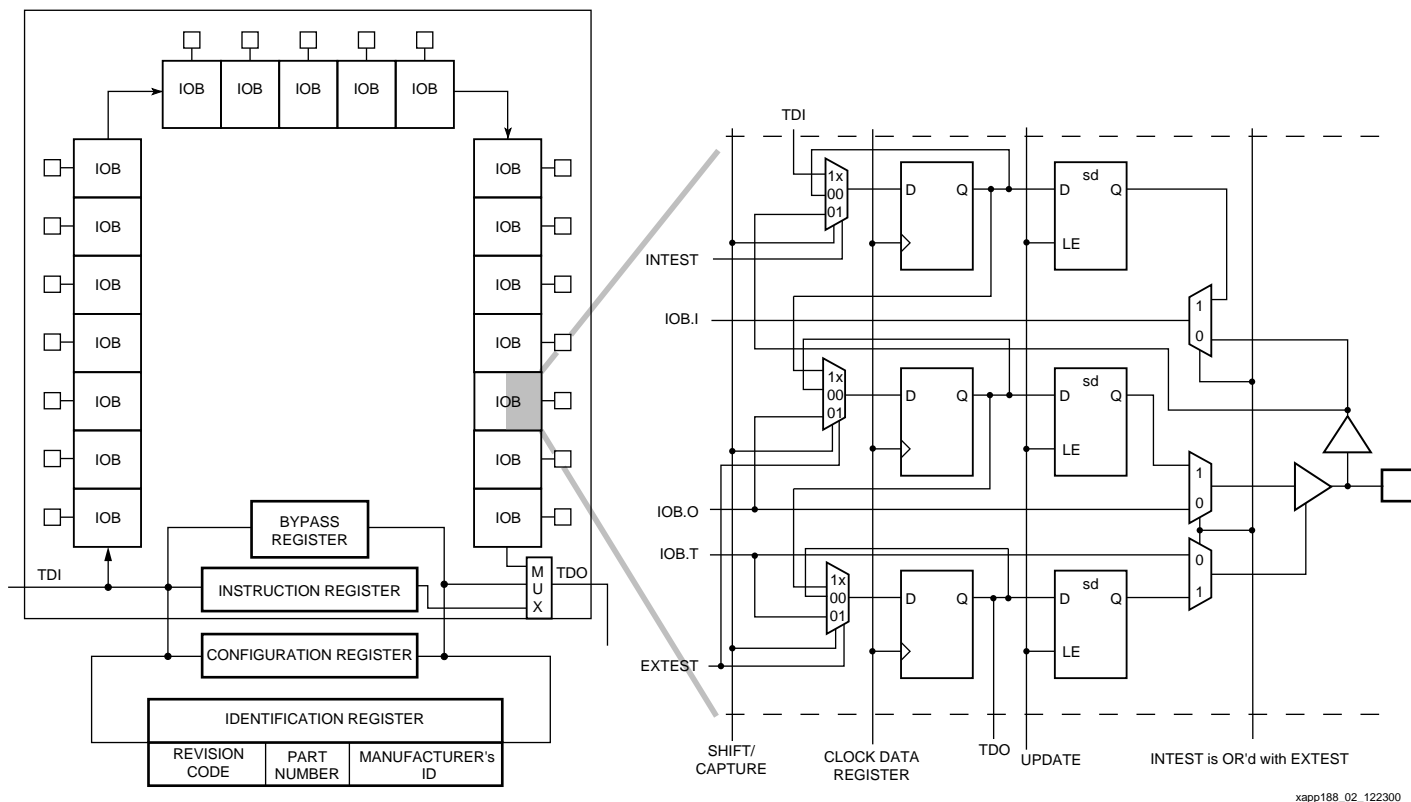 IOB IOB IOB IOB IOB
IOB
IOB
IOB
IOB
IOB
IOB
IOB
IOB
IOB
IOB
IOB
IOB
IOB
IOB
BYPASS
REGISTER
TDI
INSTRUCTION REGISTER
M
U
X
TDO
CONFIGURATION REGISTER
IDENTIFICATION REGISTER
REVISION
CODE
PART
NUMBER
MANUFACTURER's
ID
TDI
1x
00
01
D Q
sd
D Q
LE
INTEST
IOB.I
1
0
1x
00
01
D Q
sd
D Q
LE
1
0
IOB.O
IOB.T
0
1
1x
00
01
D Q
sd
D Q
LE
EXTEST
SHIFT/
CAPTURE
CLOCK DATA
REGISTER
TDO
UPDATE
INTEST is OR'd with EXTEST
xapp188_02_122300